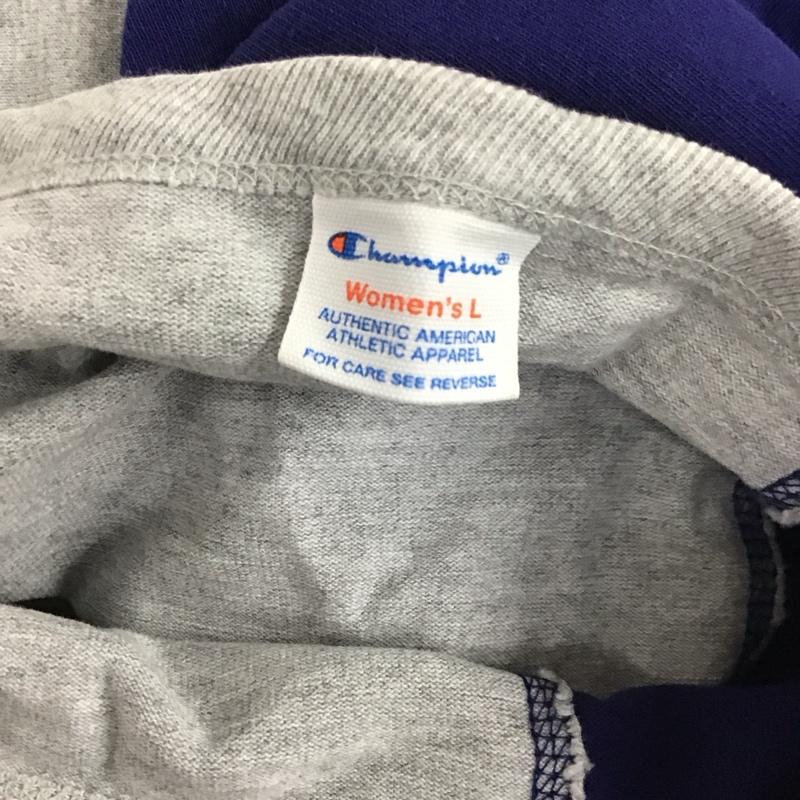 Champion®
Women's L
AUTHENTIC AMERICAN
ATHLETIC APPAREL
FOR CARE SEE REVERSE